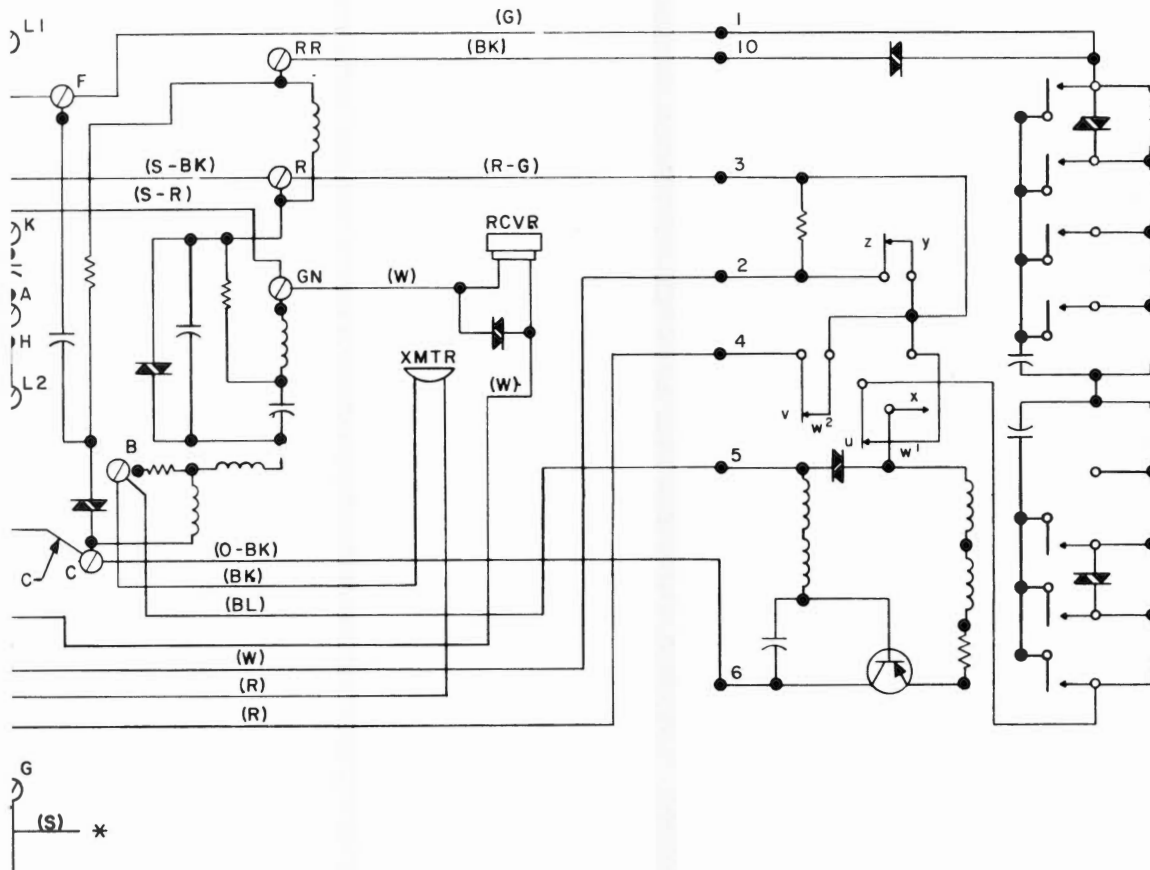 L1
(G)
1
RR
(BK)
10
F
(S-BK)
R
(R-G)
3
(S-R)
K
RCVR
z
y
A
GN
(W)
2
H
XMTR
4
L2
(W)
v
w2
x
u
w1
B
5
C
C
(O-BK)
(BK)
(BL)
(W)
6
(R)
(R)
G
(S) *